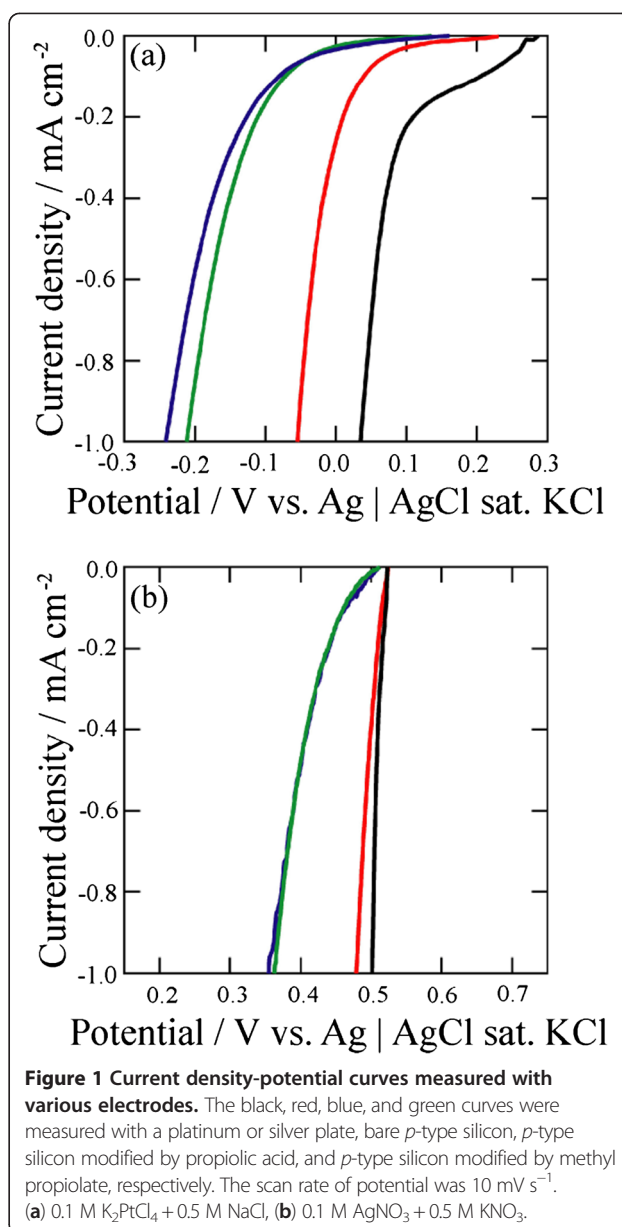 (a)
0.0
-0.2
-0.4
-0.6
-0.8
-1.0
Current density / mA cm⁻²
-0.3 -0.2 -0.1 0.0 0.1 0.2 0.3
Potential / V vs. Ag | AgCl sat. KCl
(b)
0.0
-0.2
-0.4
-0.6
-0.8
-1.0
Current density / mA cm⁻²
0.2 0.3 0.4 0.5 0.6 0.7
Potential / V vs. Ag | AgCl sat. KCl
Figure 1 Current density-potential curves measured with
various electrodes. The black, red, blue, and green curves were
measured with a platinum or silver plate, bare p-type silicon, p-type
silicon modified by propiolic acid, and p-type silicon modified by methyl
propiolate, respectively. The scan rate of potential was 10 mV s⁻¹.
(a) 0.1 M K₂PtCl₄ + 0.5 M NaCl, (b) 0.1 M AgNO₃ + 0.5 M KNO₃.